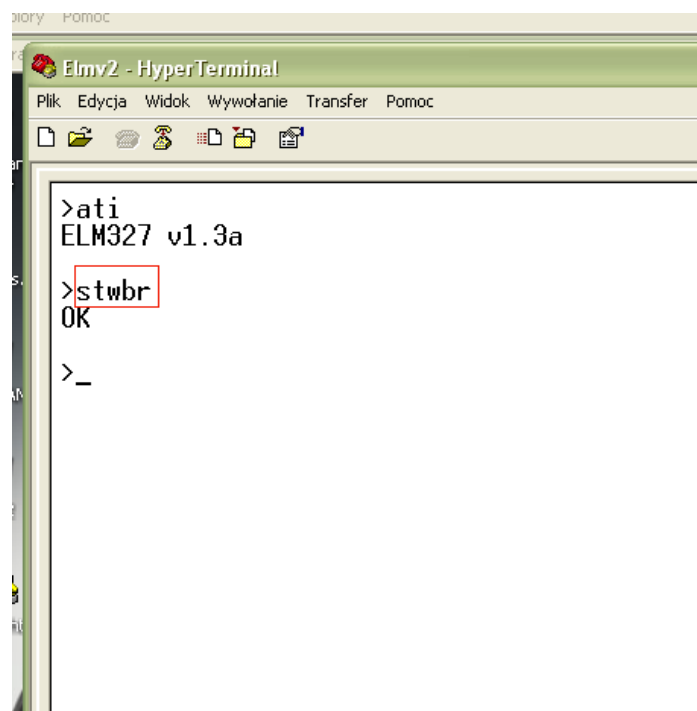 Pomoc
Elmv2 - HyperTerminal
Plik Edycja Widok Wywołanie Transfer Pomoc
>ati
ELM327 v1.3a
>stwbr
OK
>_